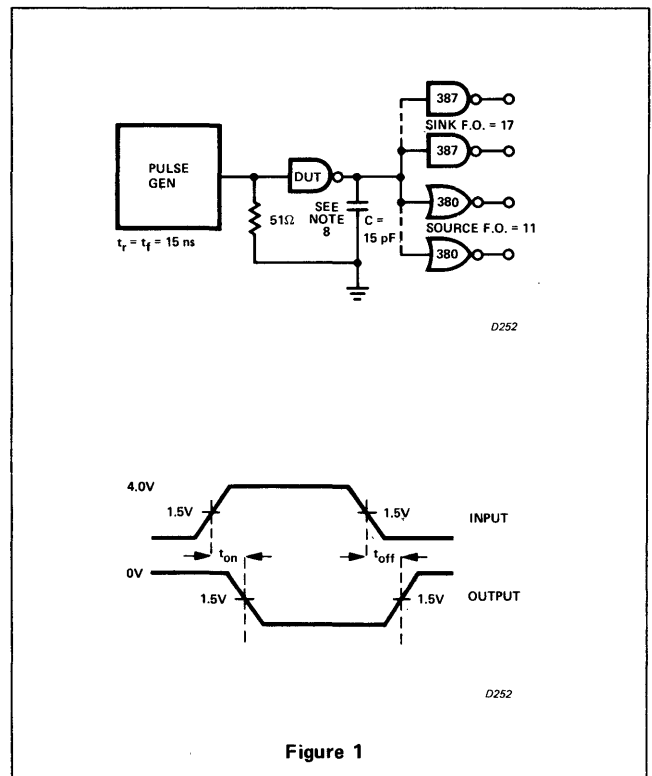 387
SINK F.O. = 17
PULSE
GEN
DUT
387
SEE
NOTE
8
51Ω
C =
15 pF
380
SOURCE F.O. = 11
tr = tf = 15 ns
380
D252
4.0V
1.5V
1.5V
INPUT
ton
toff
0V
1.5V
1.5V
OUTPUT
D252
Figure 1